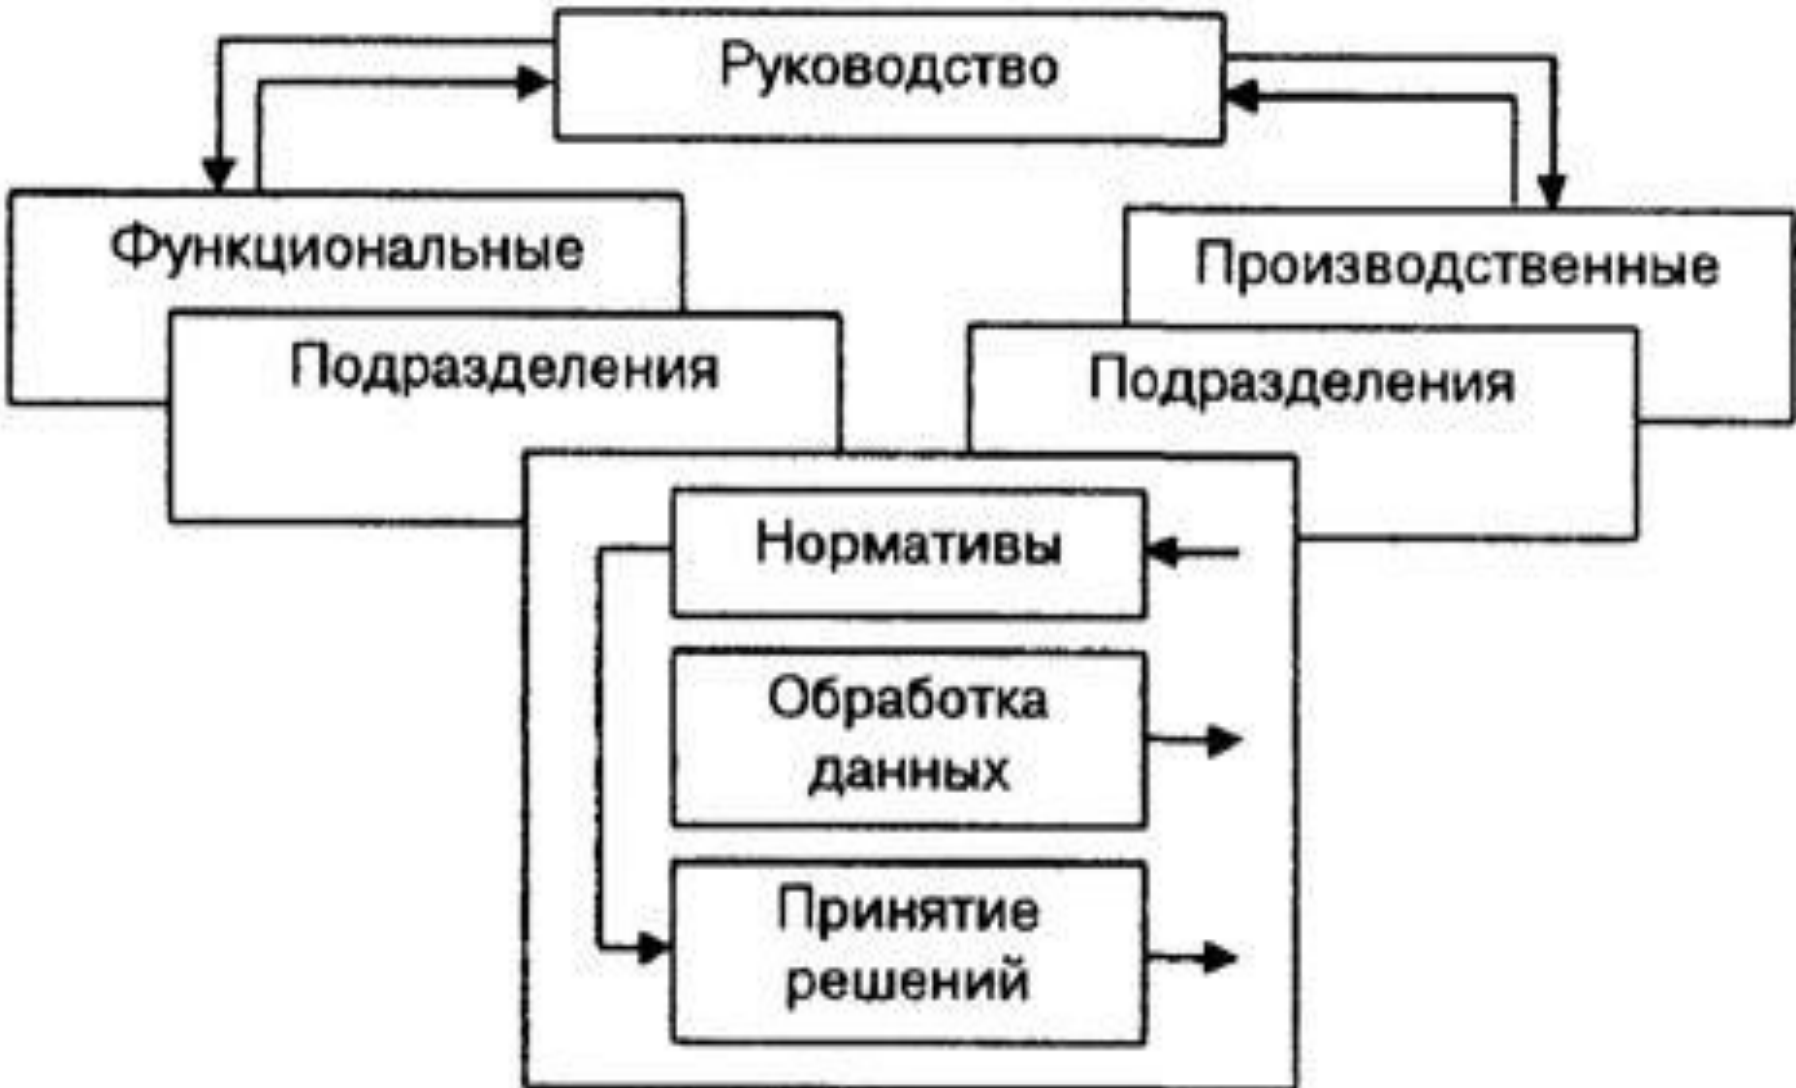 Руководство
Функциональные
Подразделения
Производственные
Подразделения
Нормативы
Обработка
данных
Принятие
решений